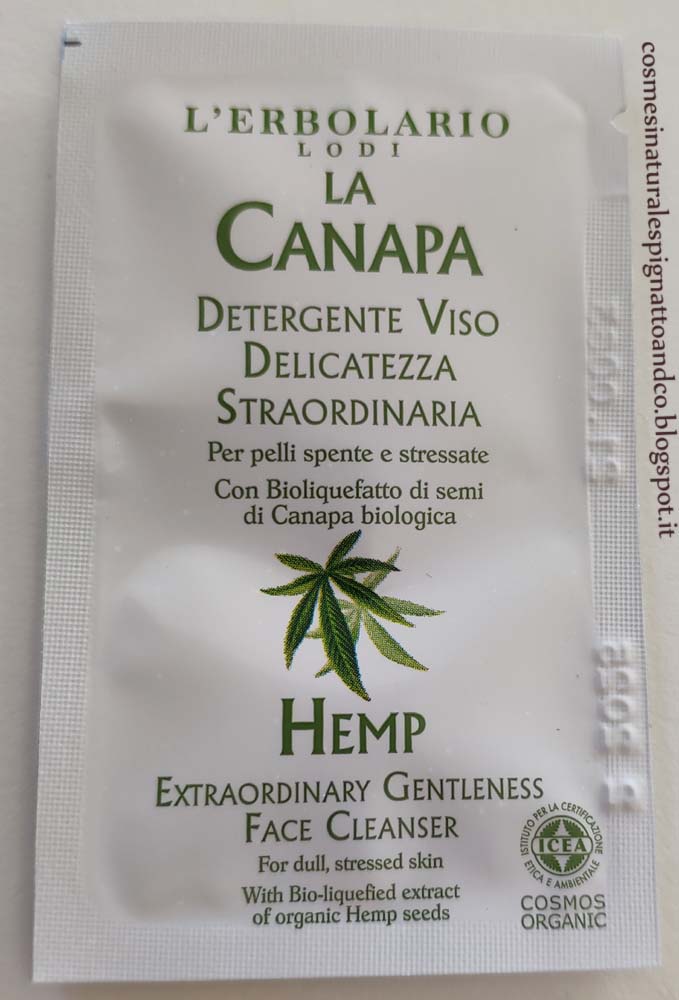 L'ERBOLARIO
LODI
LA
CANAPA
DETERGENTE VISO
DELICATEZZA
STRAORDINARIA
Per pelli spente e stressate
Con Bioliquefatto di semi
di Canapa biologica
HEMP
EXTRAORDINARY GENTLENESS
FACE CLEANSER
For dull, stressed skin
With Bio-liquefied extract
of organic Hemp seeds
ISTITUTO PER LA CERTIFICAZIONE
ICEA
ETICA E AMBIENTALE
COSMOS
ORGANIC
cosmesinaturalespignattoandco.blogspot.it